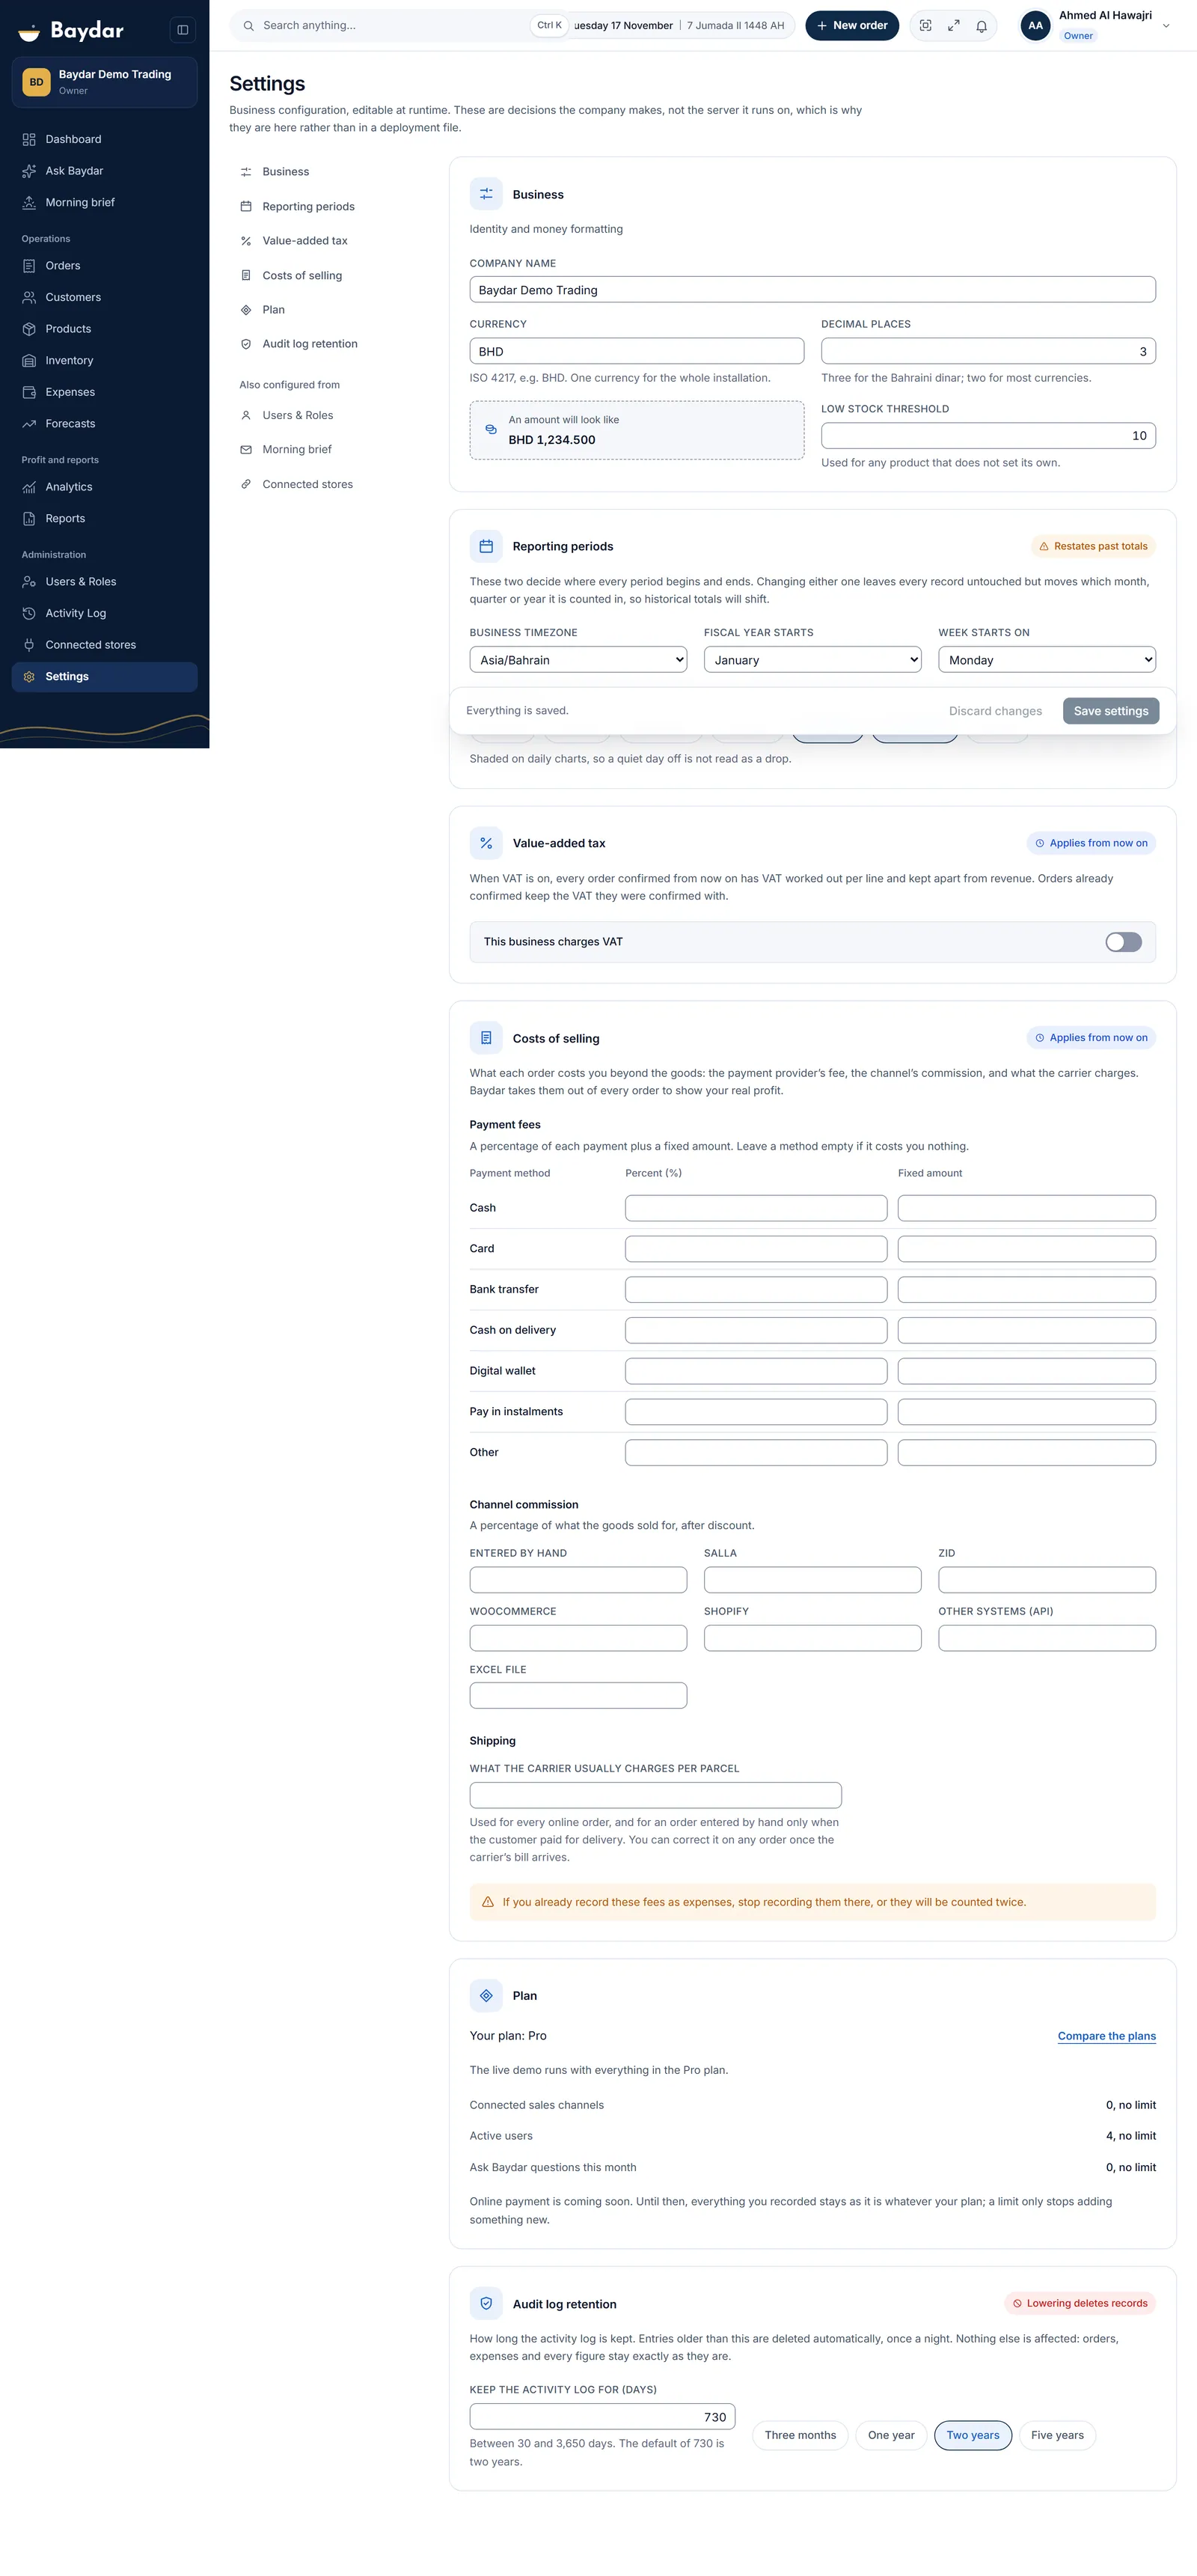 Baydar
BD
Baydar Demo Trading
Owner
Dashboard
Ask Baydar
Morning brief
Operations
Orders
Customers
Products
Inventory
Expenses
Forecasts
Profit and reports
Analytics
Reports
Administration
Users & Roles
Activity Log
Connected stores
Settings
Search anything...
Ctrl K
uesday 17 November | 7 Jumada II 1448 AH
+ New order
AA
Ahmed Al Hawajri
Owner
Settings
Business configuration, editable at runtime. These are decisions the company makes, not the server it runs on, which is why
they are here rather than in a deployment file.
Business
Reporting periods
Value-added tax
Costs of selling
Plan
Audit log retention
Also configured from
Users & Roles
Morning brief
Connected stores
Business
Identity and money formatting
COMPANY NAME
Baydar Demo Trading
CURRENCY
BHD
ISO 4217, e.g. BHD. One currency for the whole installation.
DECIMAL PLACES
3
Three for the Bahraini dinar; two for most currencies.
An amount will look like
BHD 1,234.500
LOW STOCK THRESHOLD
10
Used for any product that does not set its own.
Reporting periods
Restates past totals
These two decide where every period begins and ends. Changing either one leaves every record untouched but moves which month,
quarter or year it is counted in, so historical totals will shift.
BUSINESS TIMEZONE
Asia/Bahrain
FISCAL YEAR STARTS
January
WEEK STARTS ON
Monday
Everything is saved.
Discard changes
Save settings
Shaded on daily charts, so a quiet day off is not read as a drop.
Value-added tax
Applies from now on
When VAT is on, every order confirmed from now on has VAT worked out per line and kept apart from revenue. Orders already
confirmed keep the VAT they were confirmed with.
This business charges VAT
Costs of selling
Applies from now on
What each order costs you beyond the goods: the payment provider’s fee, the channel’s commission, and what the carrier charges.
Baydar takes them out of every order to show your real profit.
Payment fees
A percentage of each payment plus a fixed amount. Leave a method empty if it costs you nothing.
Payment method
Percent (%)
Fixed amount
Cash
Card
Bank transfer
Cash on delivery
Digital wallet
Pay in instalments
Other
Channel commission
A percentage of what the goods sold for, after discount.
ENTERED BY HAND
SALLA
ZID
WOOCOMMERCE
SHOPIFY
OTHER SYSTEMS (API)
EXCEL FILE
Shipping
WHAT THE CARRIER USUALLY CHARGES PER PARCEL
Used for every online order, and for an order entered by hand only when
the customer paid for delivery. You can correct it on any order once the
carrier’s bill arrives.
If you already record these fees as expenses, stop recording them there, or they will be counted twice.
Plan
Your plan: Pro
Compare the plans
The live demo runs with everything in the Pro plan.
Connected sales channels
0, no limit
Active users
4, no limit
Ask Baydar questions this month
0, no limit
Online payment is coming soon. Until then, everything you recorded stays as it is whatever your plan; a limit only stops adding
something new.
Audit log retention
Lowering deletes records
How long the activity log is kept. Entries older than this are deleted automatically, once a night. Nothing else is affected: orders,
expenses and every figure stay exactly as they are.
KEEP THE ACTIVITY LOG FOR (DAYS)
730
Between 30 and 3,650 days. The default of 730 is
two years.
Three months
One year
Two years
Five years